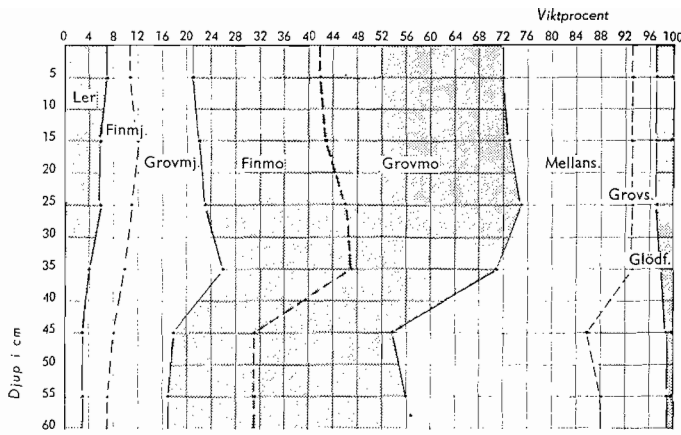 Viktprocent
0 4 8 12 16 20 24 28 32 36 40 44 48 52 56 60 64 68 72 76 80 84 88 92 96 100
5
Ler
10
Finmj.
15
Grovmj. Finmo Grovmo Mellans.
20
Grovs.
25
30
Glödf.
35
40
45
50
55
60
Djup i cm